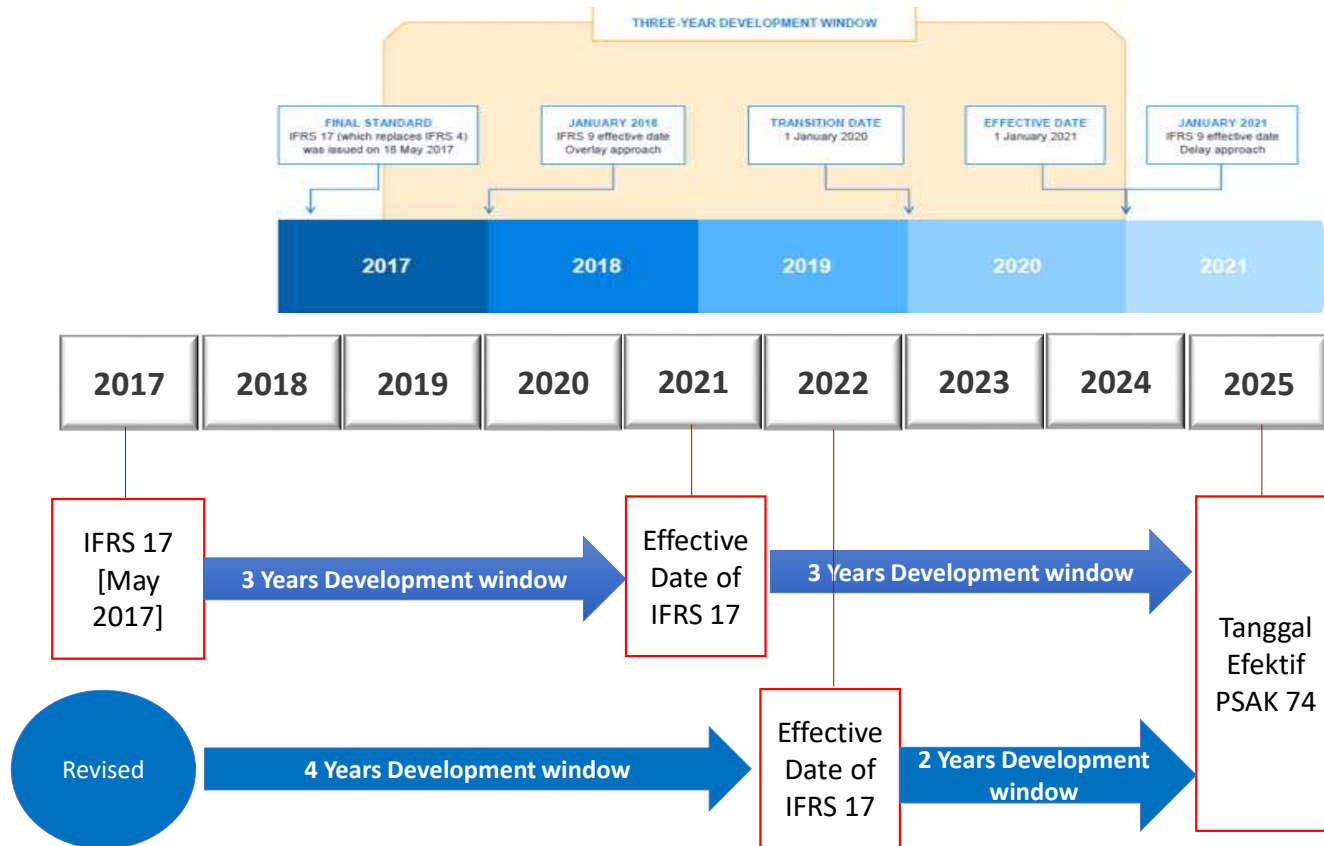 THREE-YEAR DEVELOPMENT WINDOW
FINAL STANDARD
IFRS 17 (which replaces IFRS 4)
was issued on 18 May 2017
JANUARY 2018
IFRS 9 effective date
Overlay approach
TRANSITION DATE
1 January 2020
EFFECTIVE DATE
1 January 2021
JANUARY 2021
IFRS 9 effective date
Delay approach
2017
2018
2019
2020
2021
2017
2018
2019
2020
2021
2022
2023
2024
2025
IFRS 17
[May
2017]
3 Years Development window
Effective
Date of
IFRS 17
3 Years Development window
Tanggal
Efektif
PSAK 74
Revised
4 Years Development window
Effective
Date of
IFRS 17
2 Years Development
window